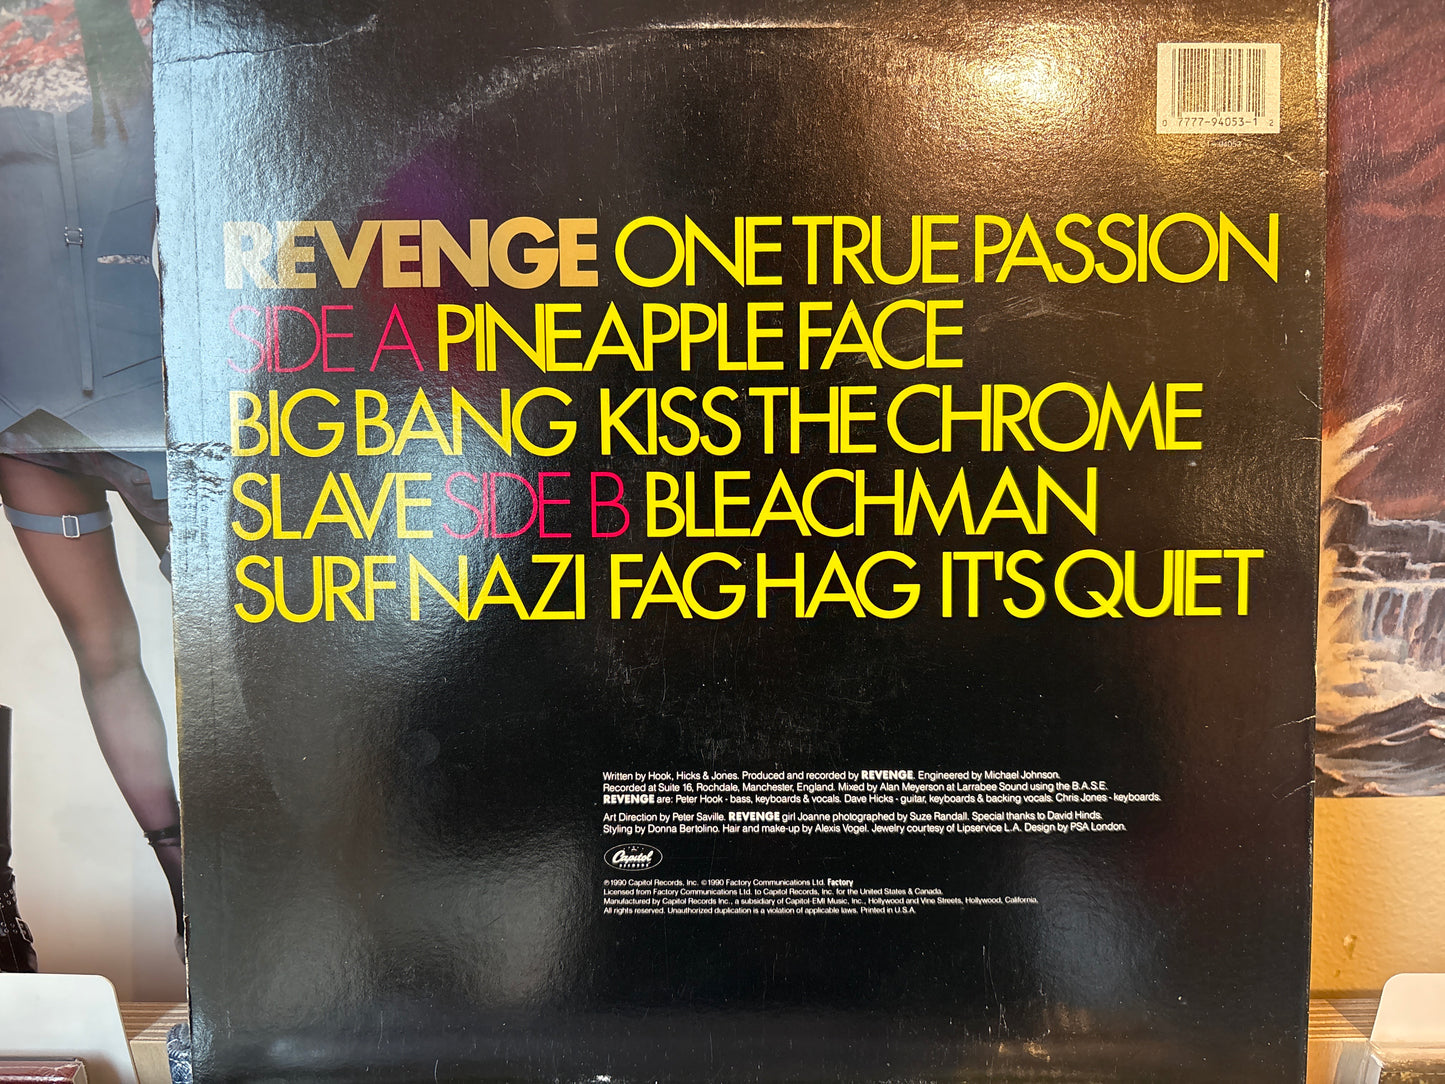 0 7777-94053-1 2
REVENGE ONE TRUE PASSION
SIDE A PINEAPPLE FACE
BIG BANG KISS THE CHROME
SLAVE SIDE B BLEACHMAN
SURF NAZI FAG HAG IT'S QUIET
Written by Hook, Hicks & Jones. Produced and recorded by REVENGE. Engineered by Michael Johnson.
Recorded at Suite 16, Rochdale, Manchester, England. Mixed by Alan Meyerson at Larrabee Sound using the B.A.S.E.
REVENGE are: Peter Hook - bass, keyboards & vocals. Dave Hicks - guitar, keyboards & backing vocals. Chris Jones - keyboards.
Art Direction by Peter Saville. REVENGE girl Joanne photographed by Suze Randall. Special thanks to David Hinds.
Styling by Donna Bertolino. Hair and make-up by Alexis Vogel. Jewelry courtesy of Lipservice L.A. Design by PSA London.
Capitol
RECORDS
℗1990 Capitol Records, Inc. ©1990 Factory Communications Ltd. Factory
Licensed from Factory Communications Ltd. to Capitol Records, Inc. for the United States & Canada.
Manufactured by Capitol Records Inc., a subsidiary of Capitol-EMI Music, Inc., Hollywood and Vine Streets, Hollywood, California.
All rights reserved. Unauthorized duplication is a violation of applicable laws. Printed in U.S.A.